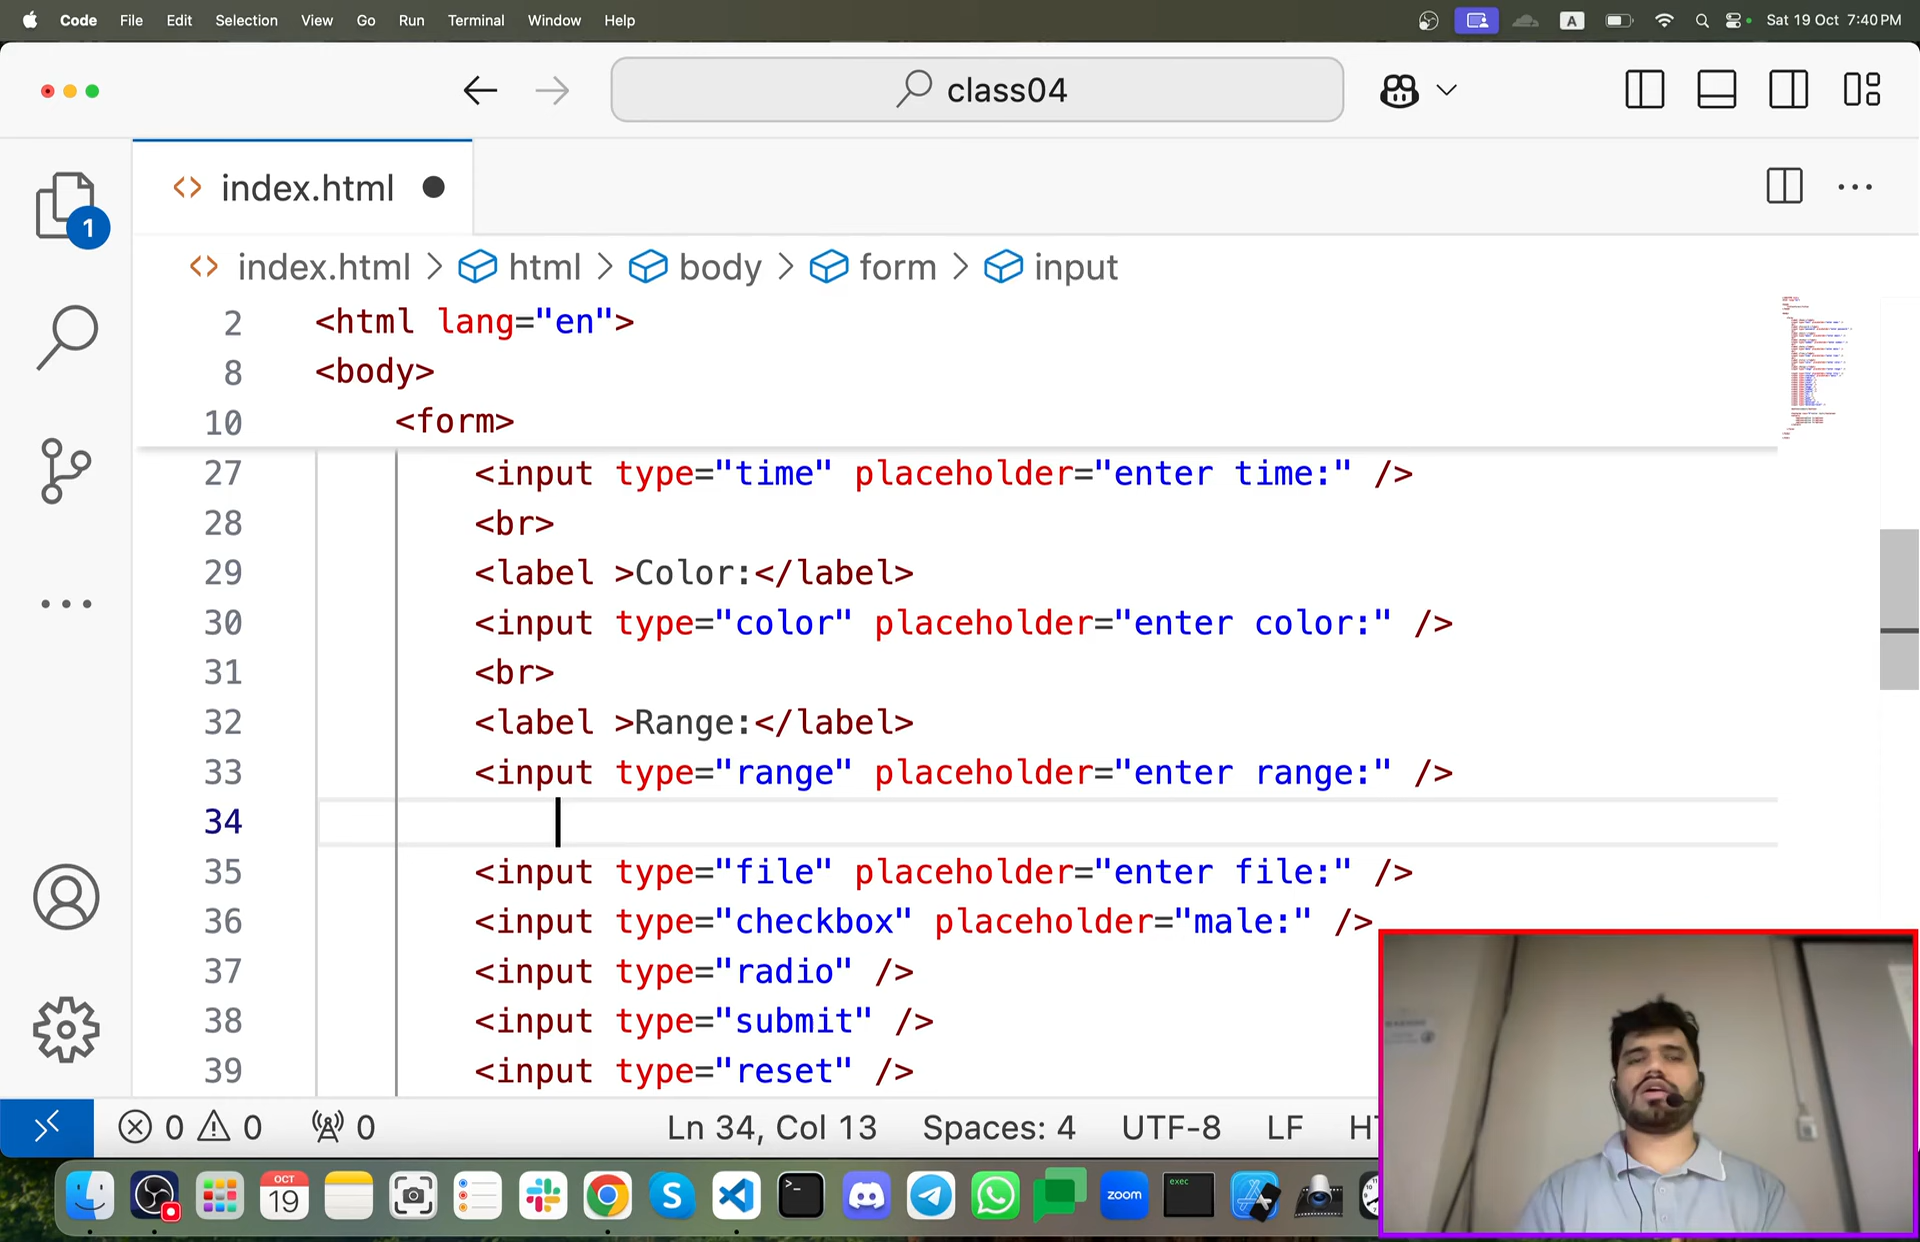 Code File Edit Selection View Go Run Terminal Window Help A Sat 19 Oct 7:40 PM
class04
index.html
1
index.html > html > body > form > input
2 <html lang="en">
8 <body>
10 <form>
27 <input type="time" placeholder="enter time:" />
28 <br>
29 <label >Color:</label>
30 <input type="color" placeholder="enter color:" />
31 <br>
32 <label >Range:</label>
33 <input type="range" placeholder="enter range:" />
34
35 <input type="file" placeholder="enter file:" />
36 <input type="checkbox" placeholder="male:" />
37 <input type="radio" />
38 <input type="submit" />
39 <input type="reset" />
0 0 0 Ln 34, Col 13 Spaces: 4 UTF-8 LF
OCT
19
zoom
exec